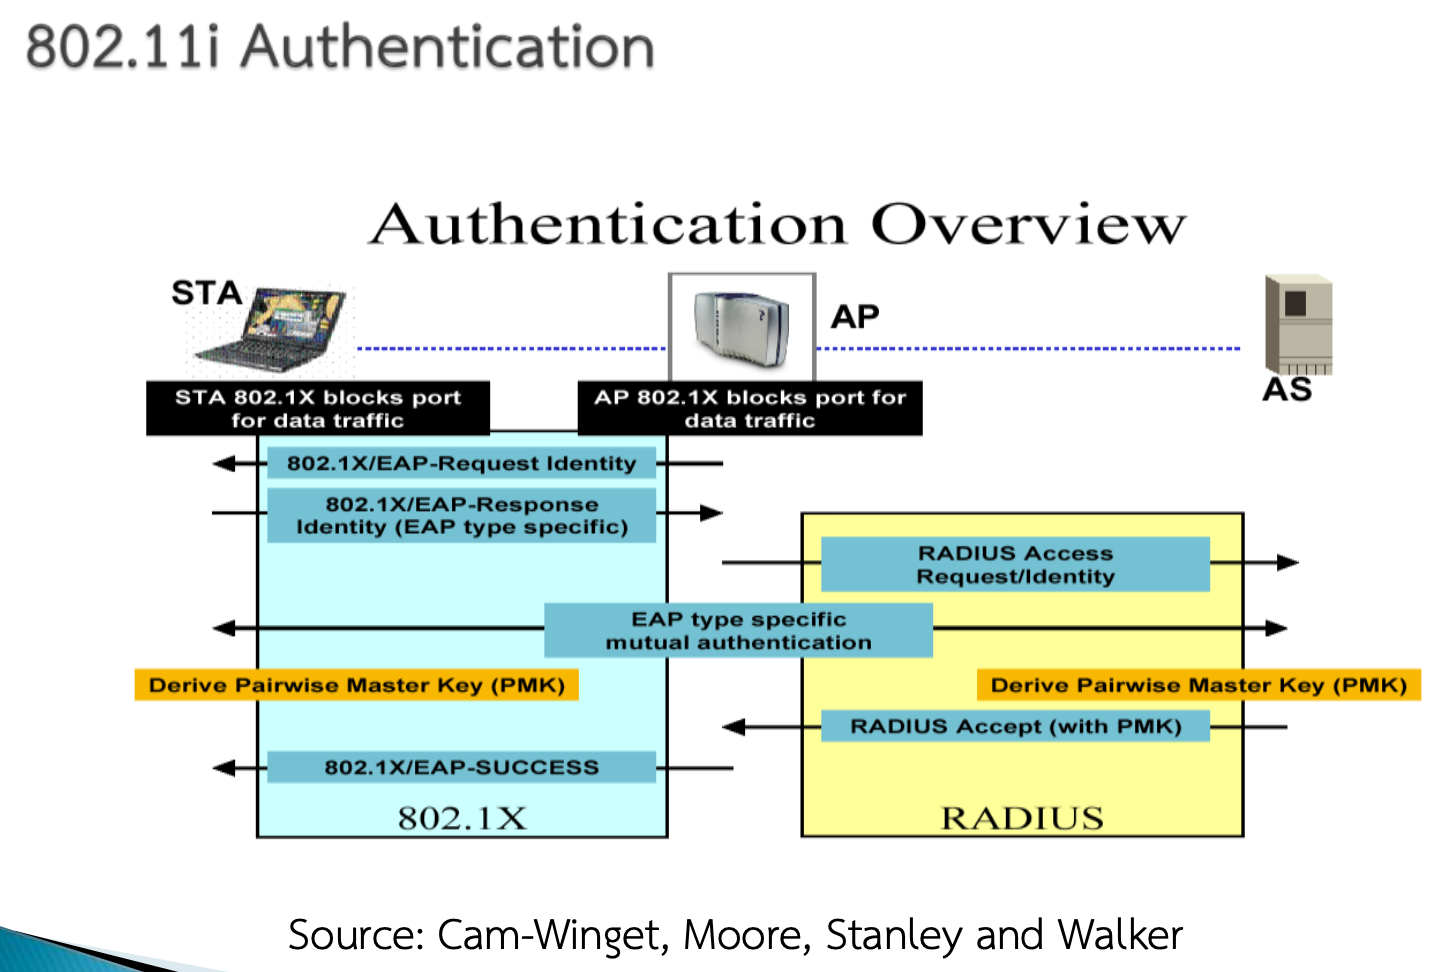 802.11i Authentication
Authentication Overview
STA
AP
AS
STA 802.1X blocks port
for data traffic
AP 802.1X blocks port for
data traffic
802.1X/EAP-Request Identity
802.1X/EAP-Response
Identity (EAP type specific)
RADIUS Access
Request/Identity
EAP type specific
mutual authentication
Derive Pairwise Master Key (PMK)
Derive Pairwise Master Key (PMK)
RADIUS Accept (with PMK)
802.1X/EAP-SUCCESS
802.1X
RADIUS
Source: Cam-Winget, Moore, Stanley and Walker